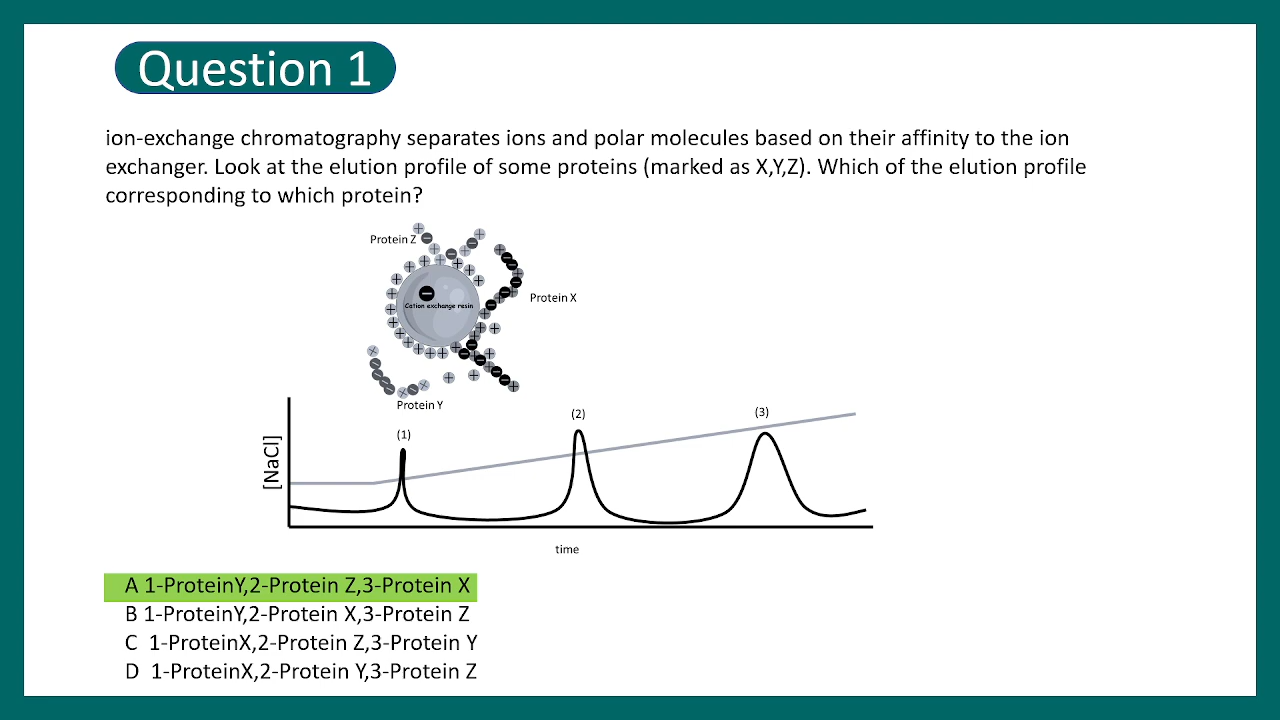 Question 1
ion-exchange chromatography separates ions and polar molecules based on their affinity to the ion
exchanger. Look at the elution profile of some proteins (marked as X,Y,Z). Which of the elution profile
corresponding to which protein?
Protein Z
Cation exchange resin
Protein X
Protein Y
(1)
(2)
(3)
[NaCl]
time
A 1-ProteinY,2-Protein Z,3-Protein X
B 1-ProteinY,2-Protein X,3-Protein Z
C 1-ProteinX,2-Protein Z,3-Protein Y
D 1-ProteinX,2-Protein Y,3-Protein Z